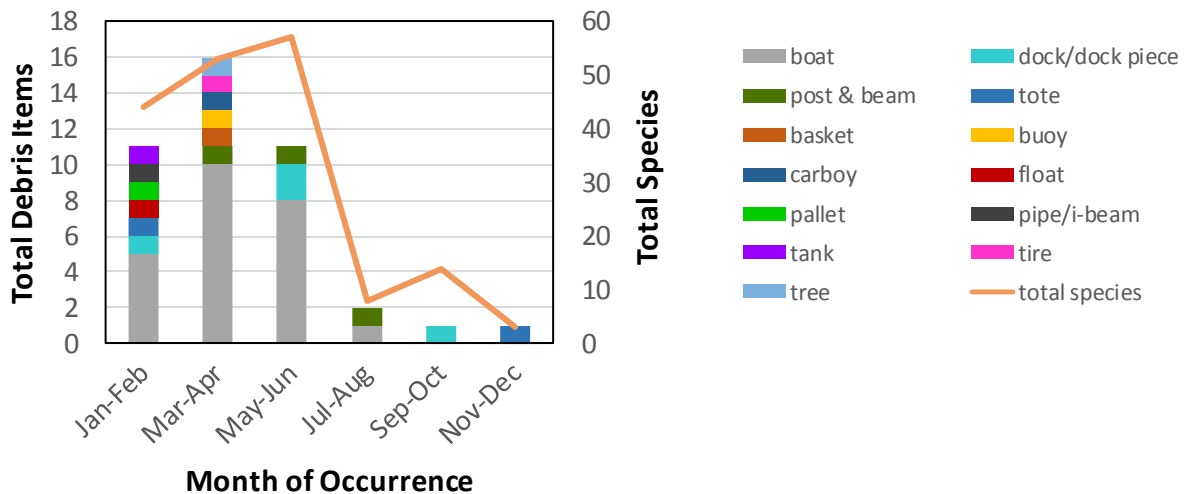 18
16
14
12
10
8
6
4
2
0
Total Debris Items
60
50
40
30
20
10
0
Total Species
Jan-Feb
Mar-Apr
May-Jun
Jul-Aug
Sep-Oct
Nov-Dec
Month of Occurrence
boat
dock/dock piece
post & beam
tote
basket
buoy
carboy
float
pallet
pipe/i-beam
tank
tire
tree
total species